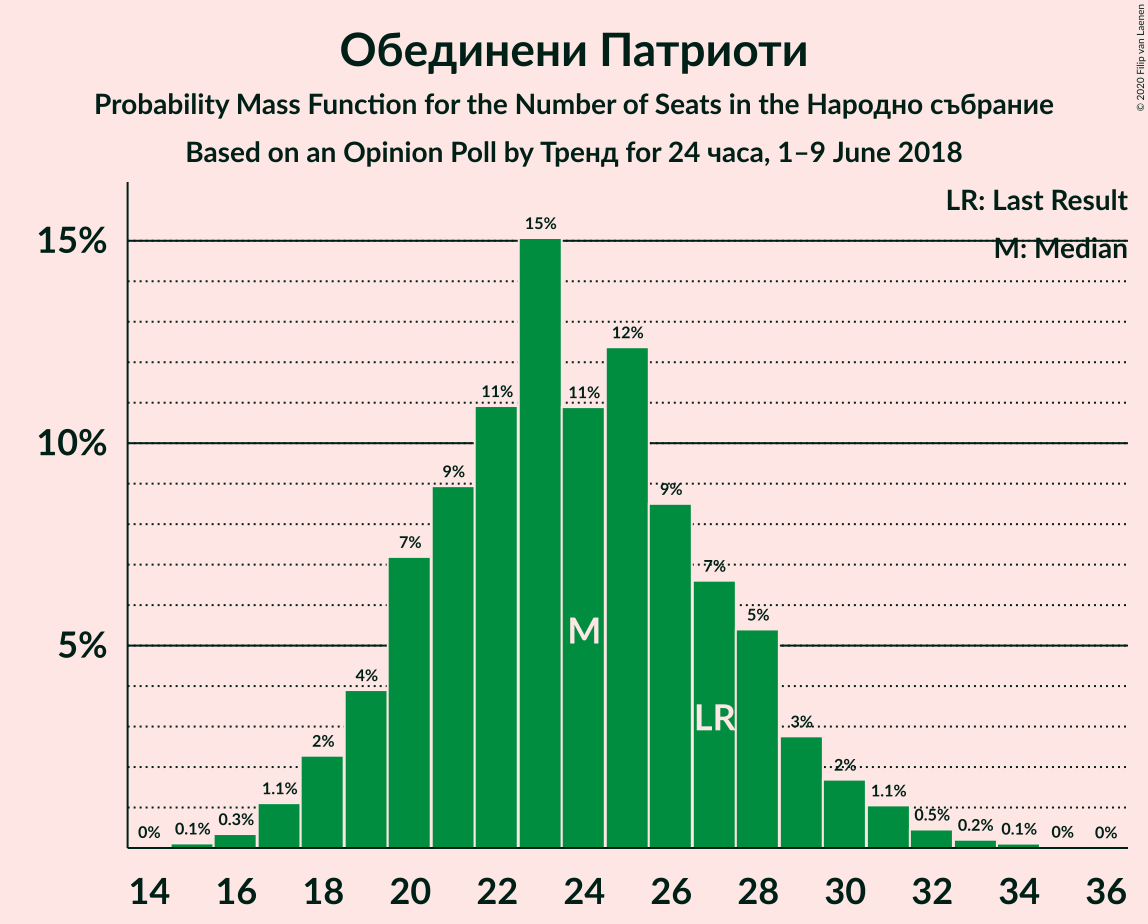 Обединени Патриоти
Probability Mass Function for the Number of Seats in the Народно събрание
Based on an Opinion Poll by Тренд for 24 часа, 1–9 June 2018
© 2020 Filip van Laenen
LR: Last Result
M: Median
15%
10%
5%
0%
0.1%
0.3%
1.1%
2%
4%
7%
9%
11%
15%
11%
12%
9%
7%
5%
3%
2%
1.1%
0.5%
0.2%
0.1%
0%
0%
M
LR
14 16 18 20 22 24 26 28 30 32 34 36